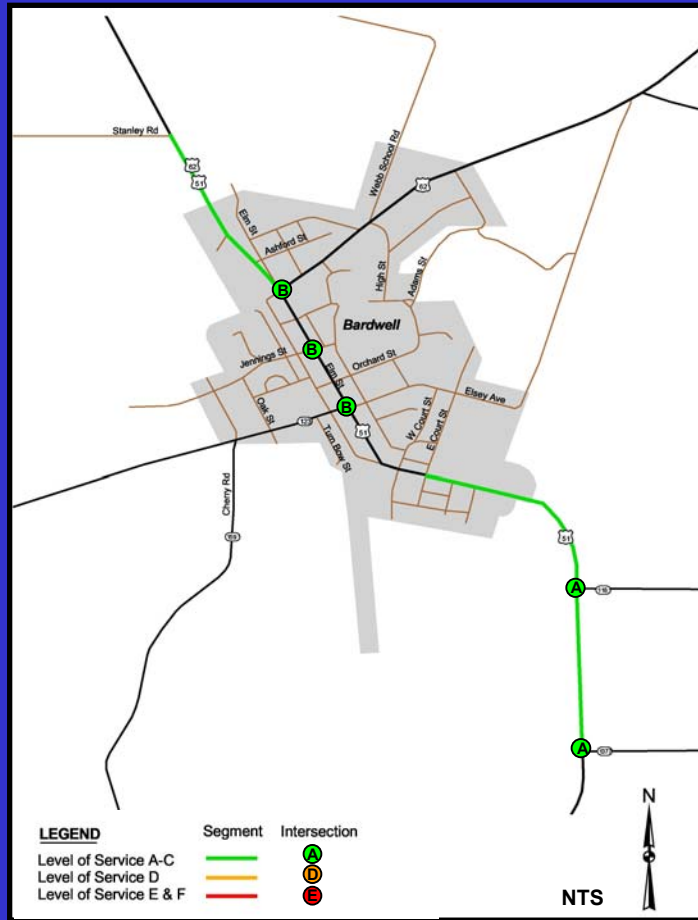 Stanley Rd
62
51
Webb School Rd
62
Elm St
Ashford St
High St
Adams St
B
Bardwell
B
Jennings St
Orchard St
Elm St
Elsey Ave
Oak St
B
W Court St
E Court St
123
51
Turn Bow St
Cherry Rd
51
A
A
LEGEND Segment Intersection
Level of Service A-C A
Level of Service D D
Level of Service E & F E
N
NTS